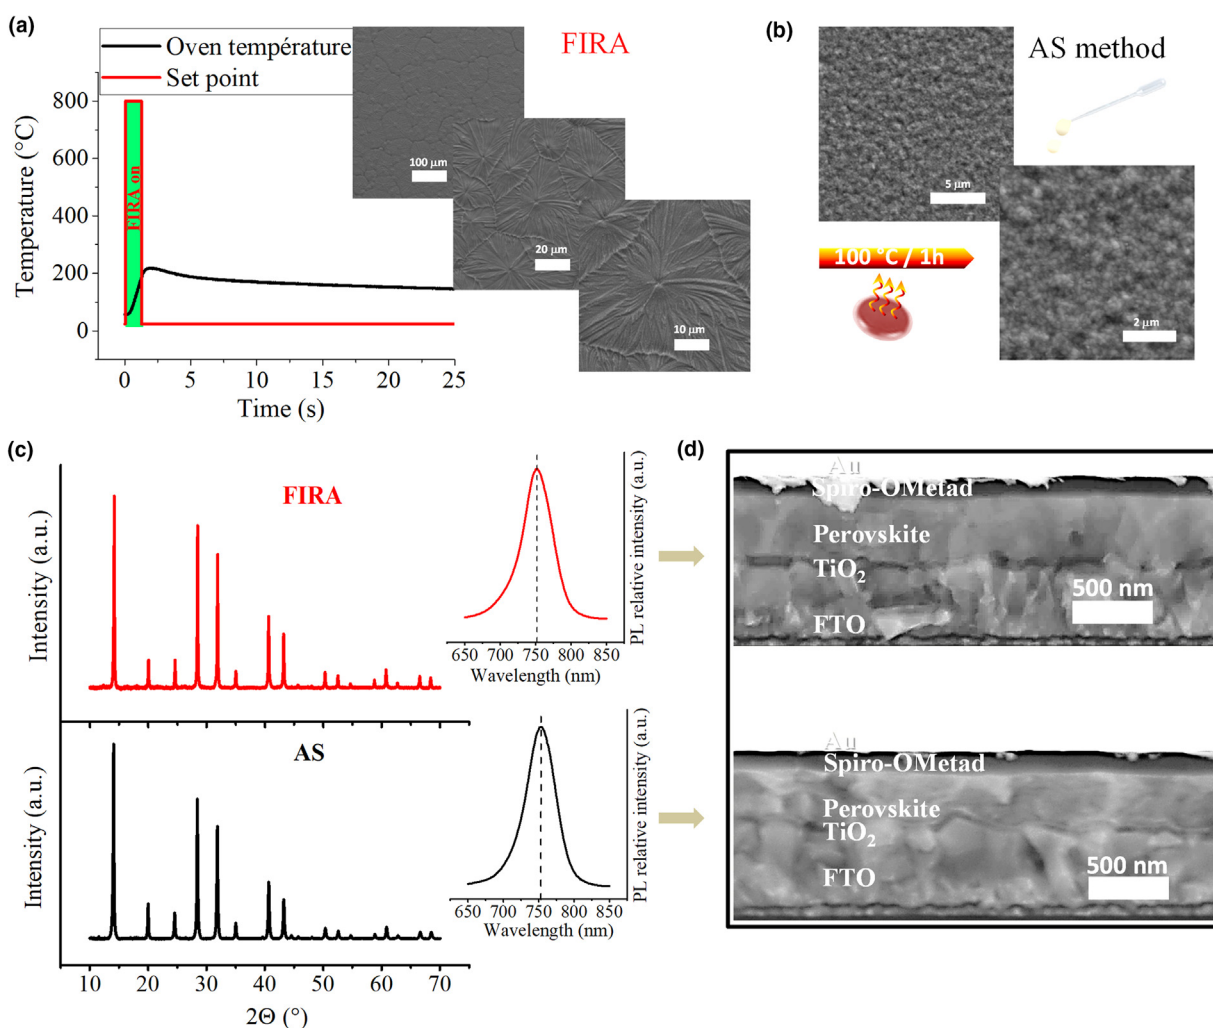 (a)
Oven température
Set point
FIRA
800
600
400
200
0
Temperature (°C)
FIRA on
0 5 10 15 20 25
Time (s)
100 μm
20 μm
10 μm
(b)
AS method
5 μm
100 °C / 1h
2 μm
(c)
FIRA
Intensity (a.u.)
PL relative intensity (a.u.)
650 700 750 800 850
Wavelength (nm)
AS
Intensity (a.u.)
PL relative intensity (a.u.)
650 700 750 800 850
Wavelength (nm)
10 20 30 40 50 60 70
2Θ (°)
(d)
Au
Spiro-OMetad
Perovskite
TiO₂
500 nm
FTO
Au
Spiro-OMetad
Perovskite
TiO₂
500 nm
FTO